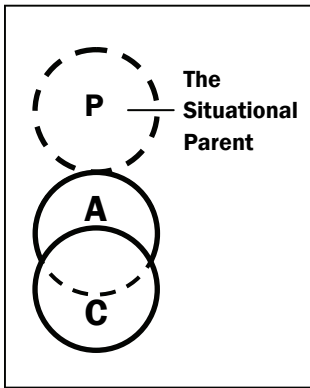 P
The
Situational
Parent
A
C